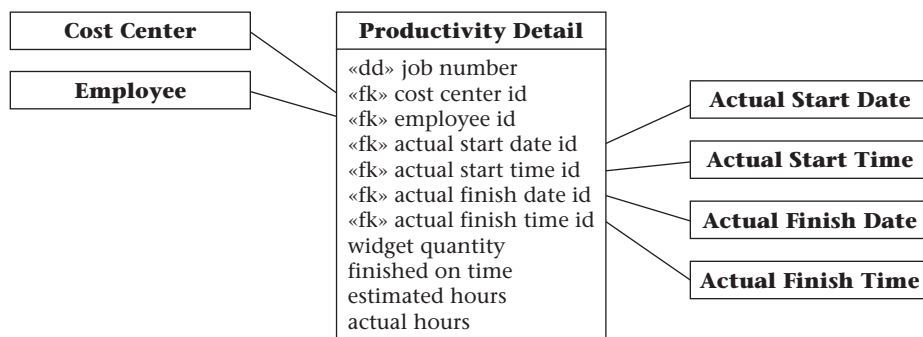 Cost Center
Employee
Productivity Detail
«dd» job number
«fk» cost center id
«fk» employee id
«fk» actual start date id
«fk» actual start time id
«fk» actual finish date id
«fk» actual finish time id
widget quantity
finished on time
estimated hours
actual hours
Actual Start Date
Actual Start Time
Actual Finish Date
Actual Finish Time